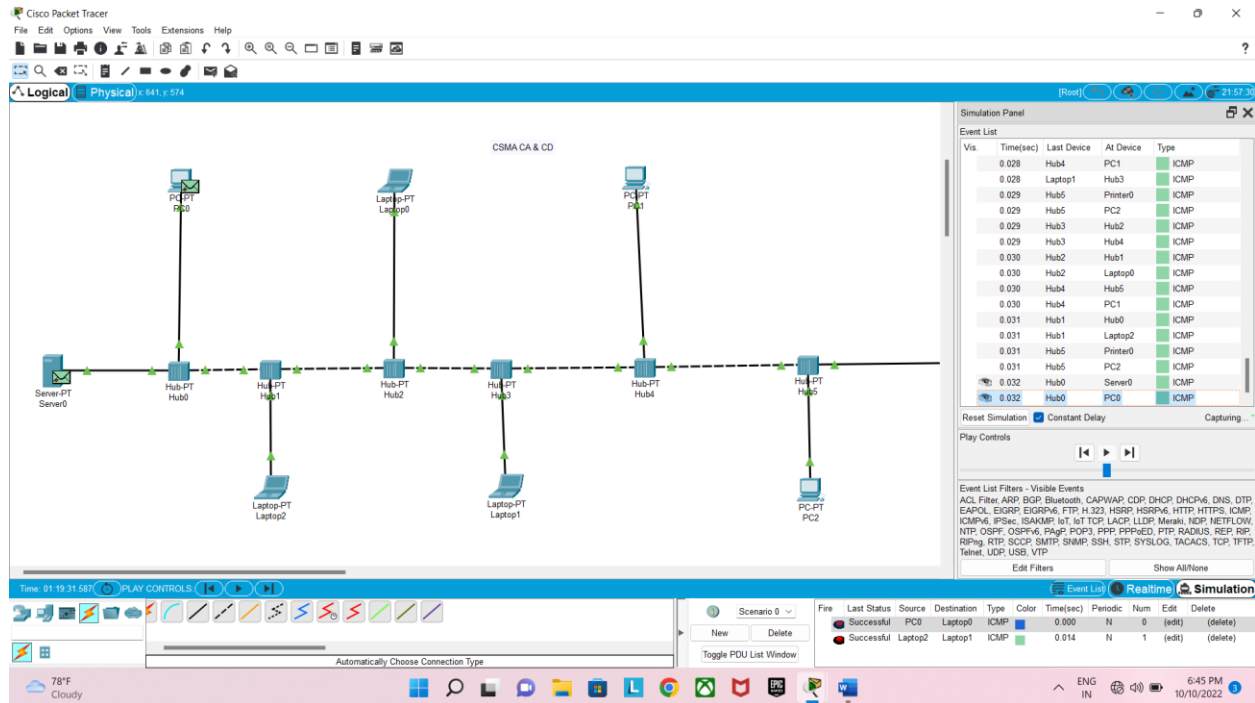 Cisco Packet Tracer
File Edit Options View Tools Extensions Help
?
Logical Physical x: 641, y: 574 [Root] 21:57:30
Simulation Panel
Event List
Vis. Time(sec) Last Device At Device Type
0.028 Hub4 PC1 ICMP
0.028 Laptop1 Hub3 ICMP
0.029 Hub5 Printer0 ICMP
0.029 Hub5 PC2 ICMP
0.029 Hub3 Hub2 ICMP
0.029 Hub3 Hub4 ICMP
0.030 Hub2 Hub1 ICMP
0.030 Hub2 Laptop0 ICMP
0.030 Hub4 Hub5 ICMP
0.030 Hub4 PC1 ICMP
0.031 Hub1 Hub0 ICMP
0.031 Hub1 Laptop2 ICMP
0.031 Hub5 Printer0 ICMP
0.031 Hub5 PC2 ICMP
0.032 Hub0 Server0 ICMP
0.032 Hub0 PC0 ICMP
Reset Simulation Constant Delay Capturing...
Play Controls
Event List Filters - Visible Events
ACL Filter, ARP, BGP, Bluetooth, CAPWAP, CDP, DHCP, DHCPv6, DNS, DTP,
EAPOL, EIGRP, EIGRPv6, FTP, H.323, HSRP, HSRPv6, HTTP, HTTPS, ICMP,
ICMPv6, IPSec, ISAKMP, IoT, IoT TCP, LACP, LLDP, Meraki, NDP, NETFLOW,
NTP, OSPF, OSPFv6, PAgP, POP3, PPP, PPPoED, PTP, RADIUS, REP, RIP,
RIPng, RTP, SCCP, SMTP, SNMP, SSH, STP, SYSLOG, TACACS, TCP, TFTP,
Telnet, UDP, USB, VTP
Edit Filters Show All/None
CSMA CA & CD
PC-PT
PC0
Laptop-PT
Laptop0
PC-PT
PC1
Server-PT
Server0
Hub-PT
Hub0
Hub-PT
Hub1
Hub-PT
Hub2
Hub-PT
Hub3
Hub-PT
Hub4
Hub-PT
Hub5
Laptop-PT
Laptop2
Laptop-PT
Laptop1
PC-PT
PC2
Time: 01:19:31.587 PLAY CONTROLS: Event List Realtime Simulation
Automatically Choose Connection Type
Scenario 0
New Delete
Toggle PDU List Window
Fire Last Status Source Destination Type Color Time(sec) Periodic Num Edit Delete
Successful PC0 Laptop0 ICMP 0.000 N 0 (edit) (delete)
Successful Laptop2 Laptop1 ICMP 0.014 N 1 (edit) (delete)
78°F
Cloudy
L
EPIC
W
ENG
IN
6:45 PM
10/10/2022
3